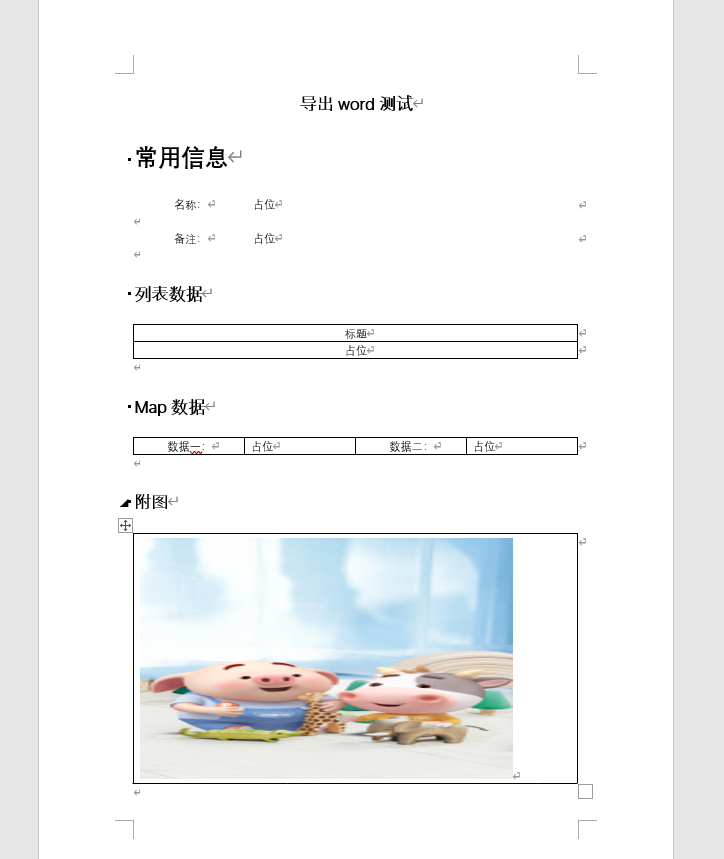 导出 word 测试
常用信息
名称： 占位
备注： 占位
列表数据
标题
占位
Map 数据
数据一： 占位 数据二： 占位
附图